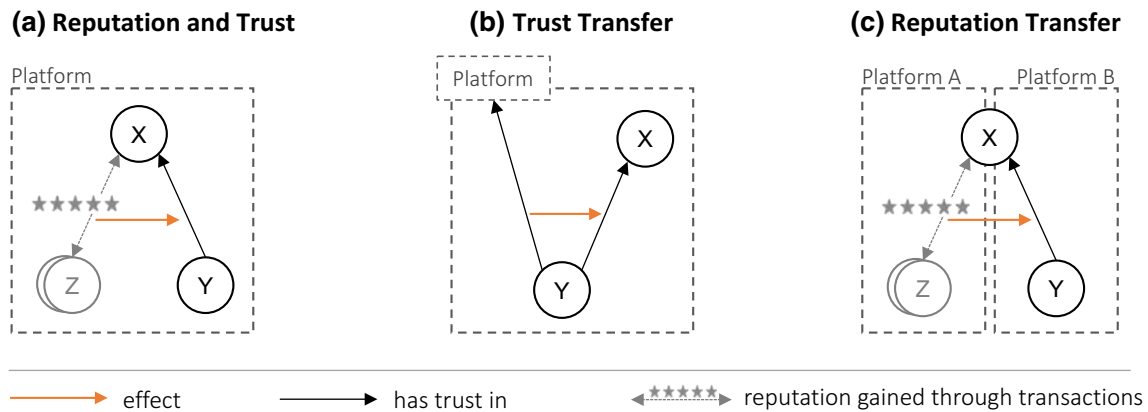 (a) Reputation and Trust
(b) Trust Transfer
(c) Reputation Transfer
Platform
X
Z
Y
Platform
X
Y
Platform A
Platform B
X
Z
Y
effect
has trust in
reputation gained through transactions